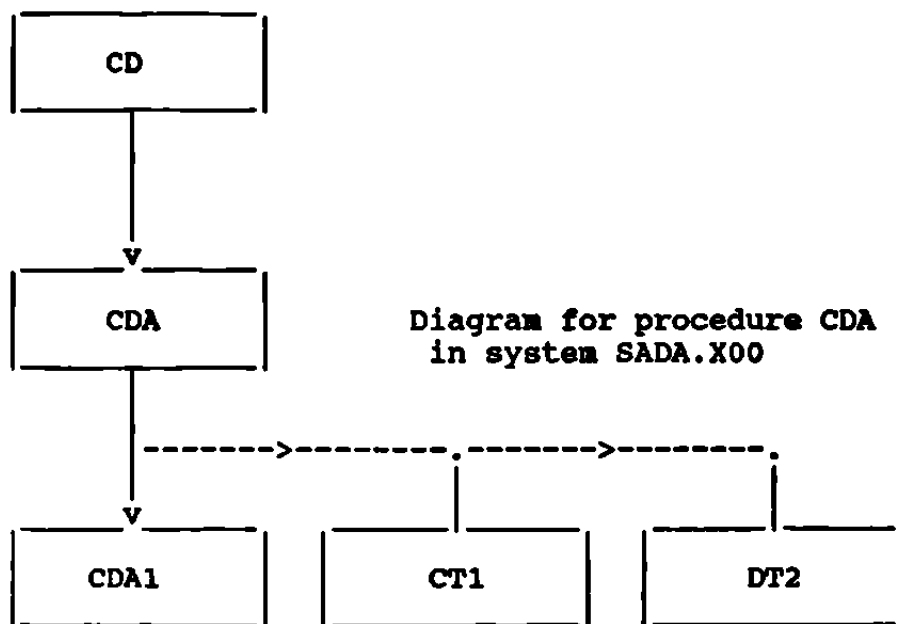 CD
CDA
Diagram for procedure CDA
in system SADA.X00
CDA1
CT1
DT2